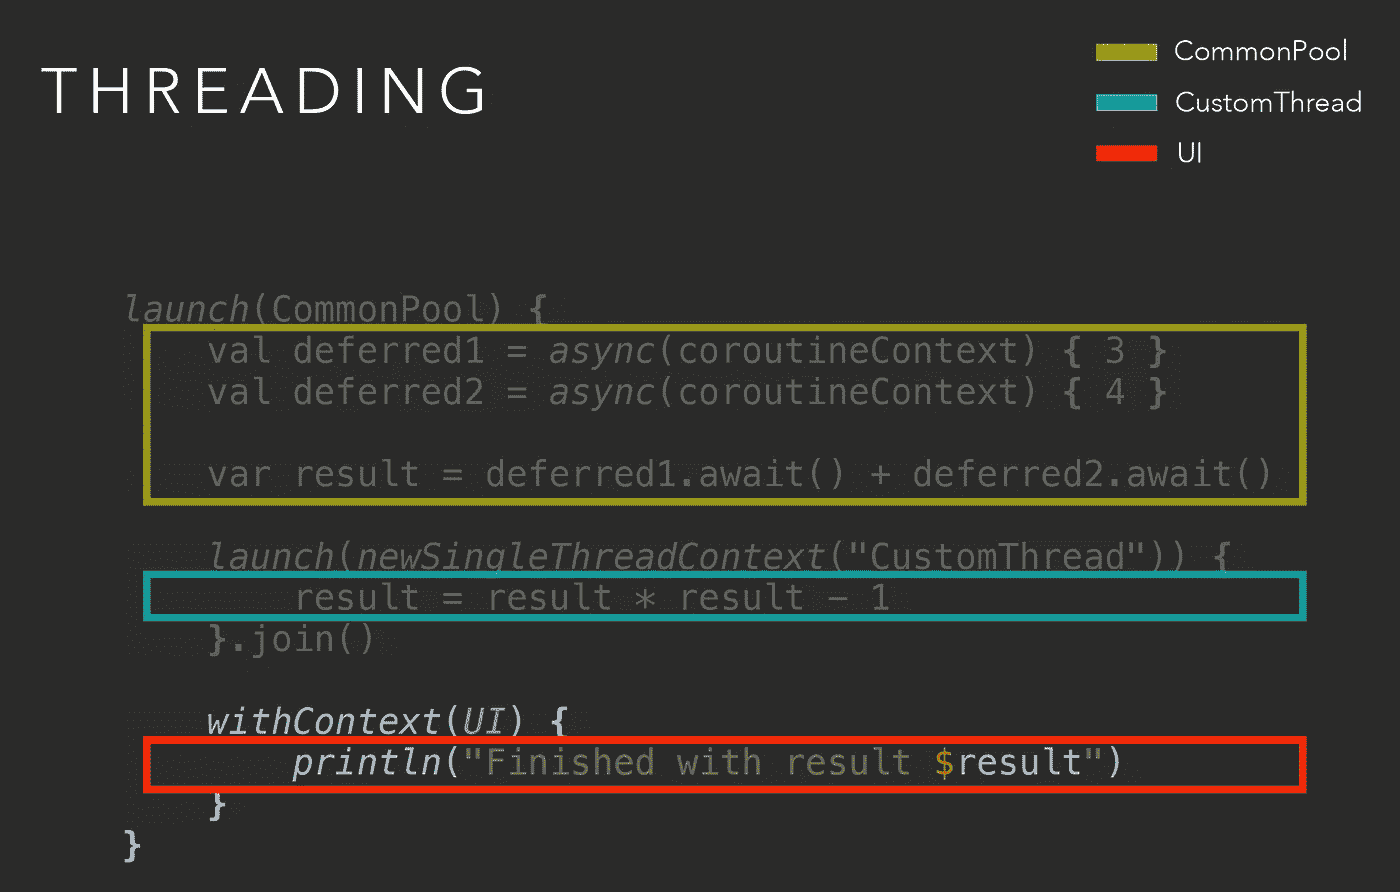 THREADING
CommonPool
CustomThread
UI
launch(CommonPool) {
val deferred1 = async(coroutineContext) { 3 }
val deferred2 = async(coroutineContext) { 4 }
var result = deferred1.await() + deferred2.await()
launch(newSingleThreadContext("CustomThread")) {
result = result * result - 1
}.join()
withContext(UI) {
println("Finished with result $result")
}
}